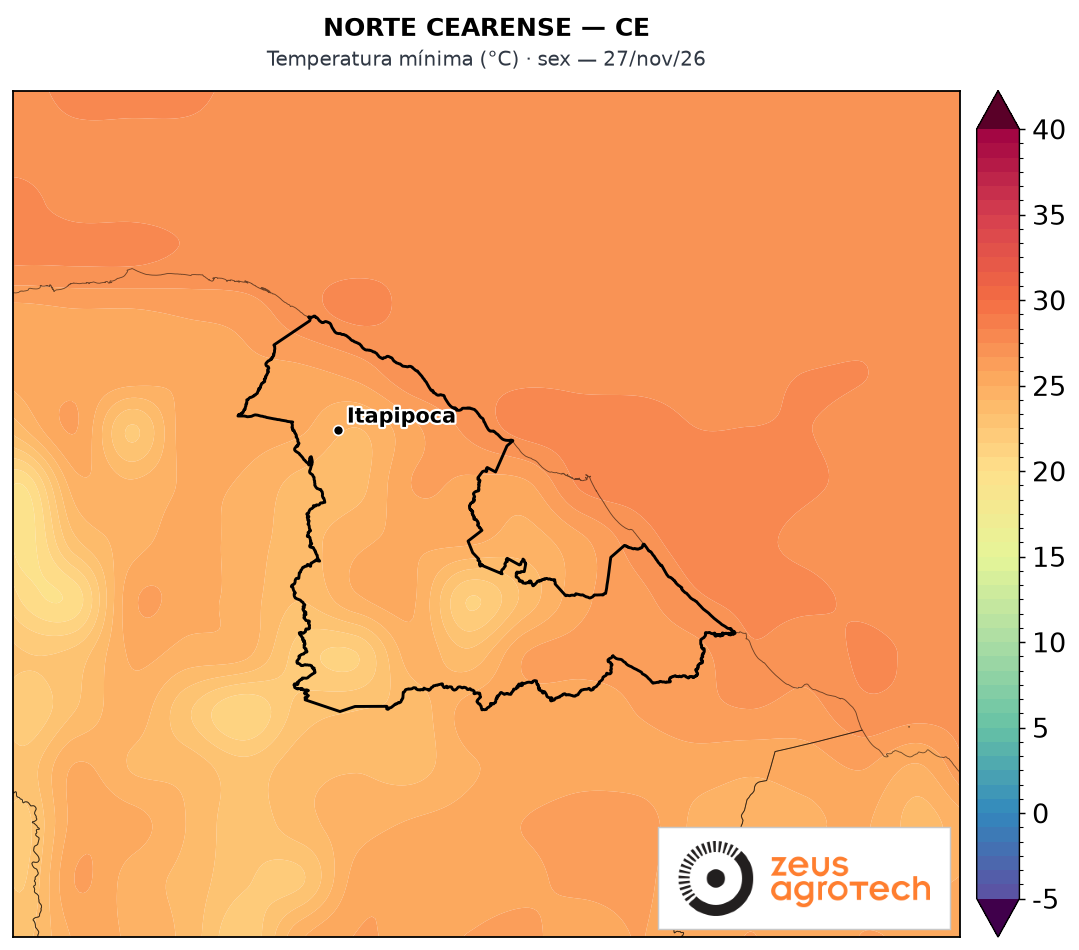 NORTE CEARENSE — CE
Temperatura mínima (°C) · sex — 27/nov/26
Itapipoca
40
35
30
25
20
15
10
5
0
-5
zeus
agrotech